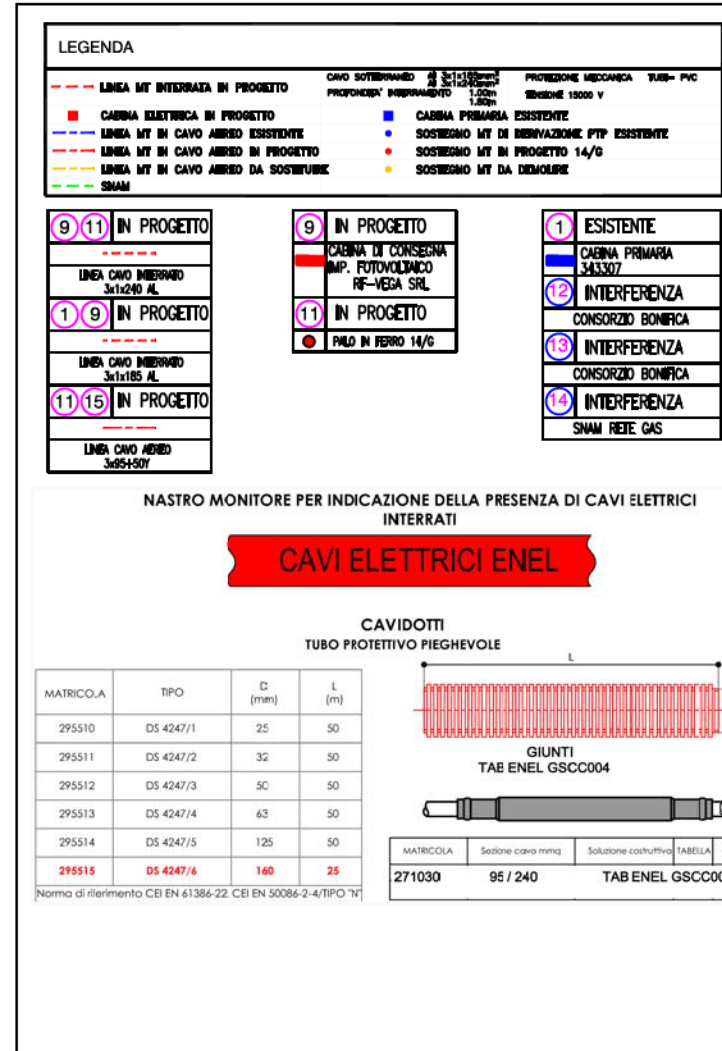 LEGENDA
LINEA MT INTERRATA IN PROGETTO
CAVO SOTTERRANEO Al 3x1x185mm²
Al 3x1x240mm²
PROFONDITA' INTERRAMENTO 1.00m
1.80m
PROTEZIONE MECCANICA TUBI= PVC
TENSIONE 15000 V
CABINA ELETTRICA IN PROGETTO
CABINA PRIMARIA ESISTENTE
LINEA MT IN CAVO AEREO ESISTENTE
SOSTEGNO MT DI DERIVAZIONE PTP ESISTENTE
LINEA MT IN CAVO AEREO IN PROGETTO
SOSTEGNO MT IN PROGETTO 14/G
LINEA MT IN CAVO AEREO DA SOSTITUIRE
SOSTEGNO MT DA DEMOLIRE
SNAM
9 11 IN PROGETTO
LINEA CAVO INTERRATO
3x1x240 AL
1 9 IN PROGETTO
LINEA CAVO INTERRATO
3x1x185 AL
11 15 IN PROGETTO
LINEA CAVO AEREO
3x95+50Y
9 IN PROGETTO
CABINA DI CONSEGNA
IMP. FOTOVOLTAICO
RF-VEGA SRL
11 IN PROGETTO
PALO IN FERRO 14/G
1 ESISTENTE
CABINA PRIMARIA
343307
12 INTERFERENZA
CONSORZIO BONIFICA
13 INTERFERENZA
CONSORZIO BONIFICA
14 INTERFERENZA
SNAM RETE GAS
NASTRO MONITORE PER INDICAZIONE DELLA PRESENZA DI CAVI ELETTRICI
INTERRATI
CAVI ELETTRICI ENEL
CAVIDOTTI
TUBO PROTETTIVO PIEGHEVOLE
MATRICOLA TIPO D (mm) L (m)
295510 DS 4247/1 25 50
295511 DS 4247/2 32 50
295512 DS 4247/3 50 50
295513 DS 4247/4 63 50
295514 DS 4247/5 125 50
295515 DS 4247/6 160 25
Norma di riferimento CEI EN 61386-22 CEI EN 50086-2-4/TIPO "N"
L
GIUNTI
TAB ENEL GSCC004
MATRICOLA Sezione cavo mmq Soluzione costruttiva TABELLA
271030 95 / 240 TAB ENEL GSCC00